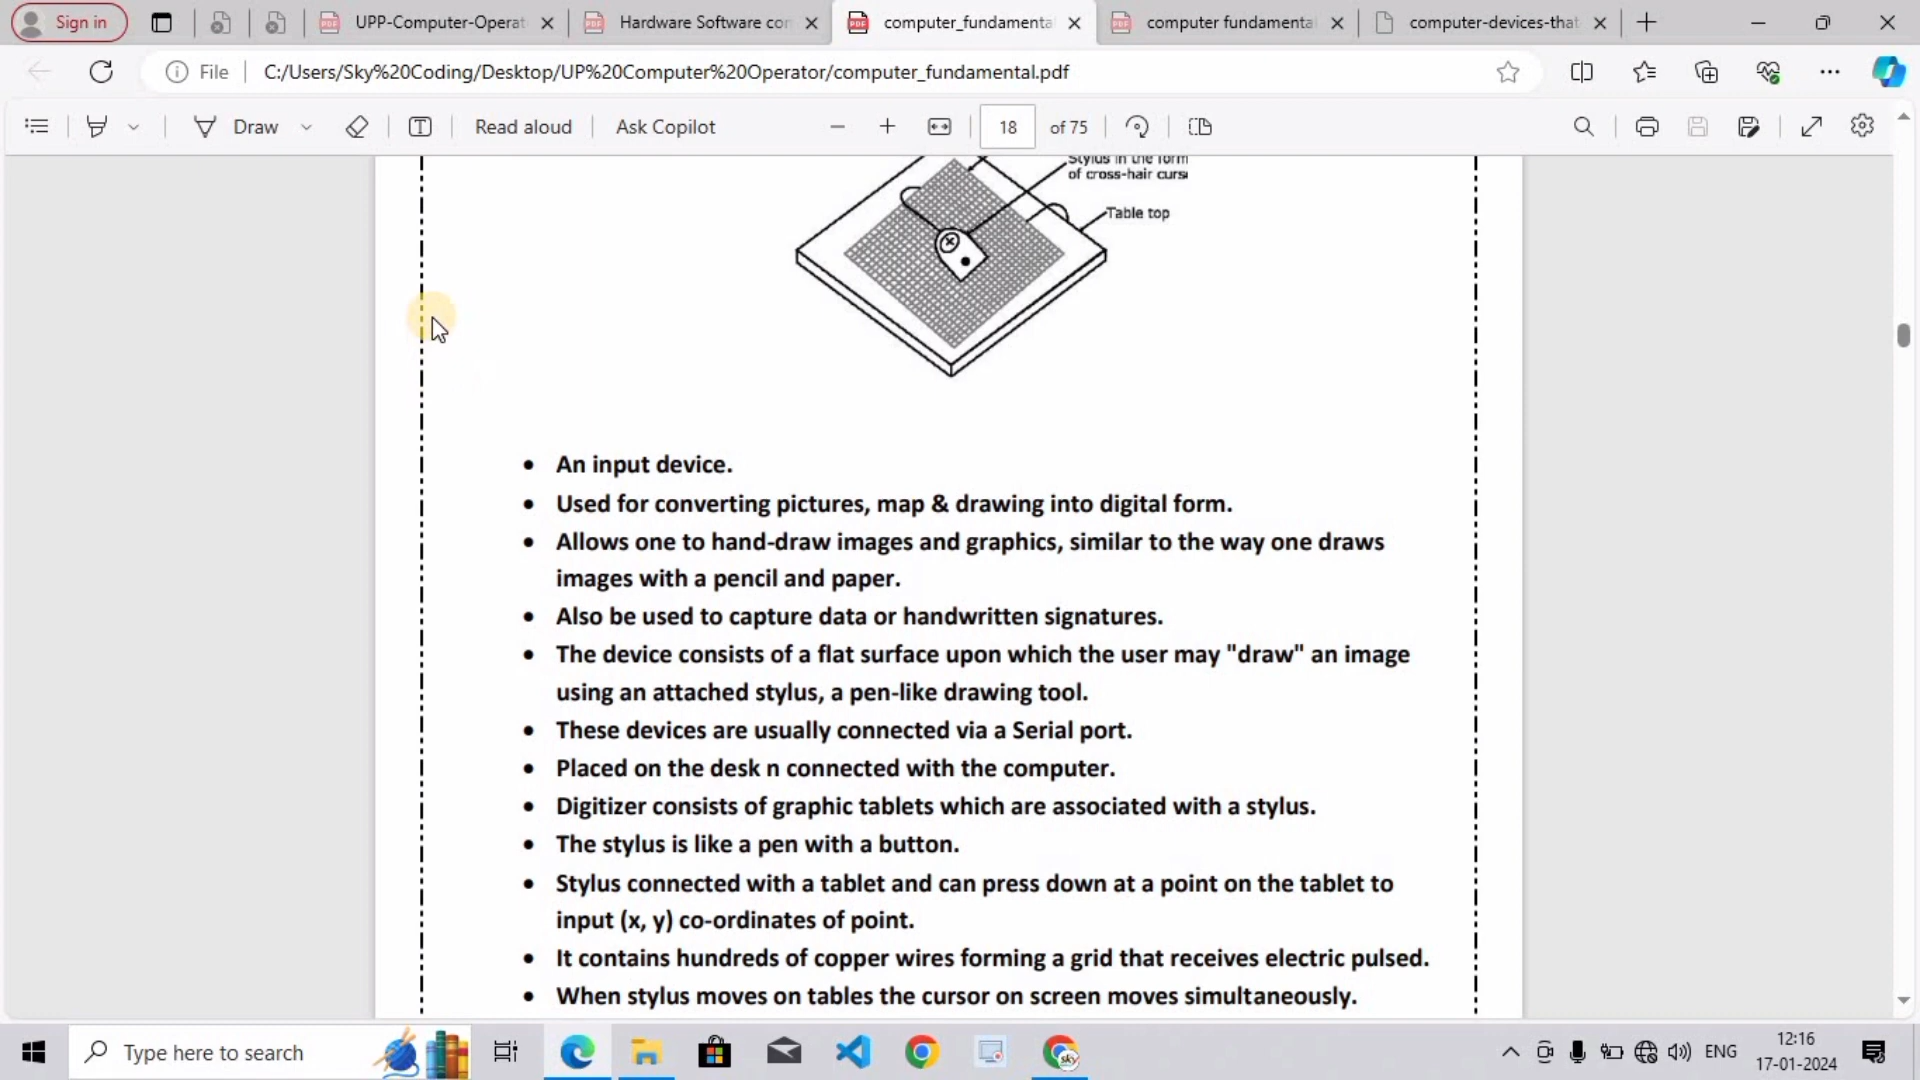 Sign in
UPP-Computer-Operat
Hardware Software con
computer_fundamenta
computer fundamenta
computer-devices-that
File
C:/Users/Sky%20Coding/Desktop/UP%20Computer%20Operator/computer_fundamental.pdf
Draw
Read aloud
Ask Copilot
18
of 75
Stylus in the form
of cross-hair curs
Table top
• An input device.
• Used for converting pictures, map & drawing into digital form.
• Allows one to hand-draw images and graphics, similar to the way one draws
images with a pencil and paper.
• Also be used to capture data or handwritten signatures.
• The device consists of a flat surface upon which the user may "draw" an image
using an attached stylus, a pen-like drawing tool.
• These devices are usually connected via a Serial port.
• Placed on the desk n connected with the computer.
• Digitizer consists of graphic tablets which are associated with a stylus.
• The stylus is like a pen with a button.
• Stylus connected with a tablet and can press down at a point on the tablet to
input (x, y) co-ordinates of point.
• It contains hundreds of copper wires forming a grid that receives electric pulsed.
• When stylus moves on tables the cursor on screen moves simultaneously.
Type here to search
ENG
12:16
17-01-2024